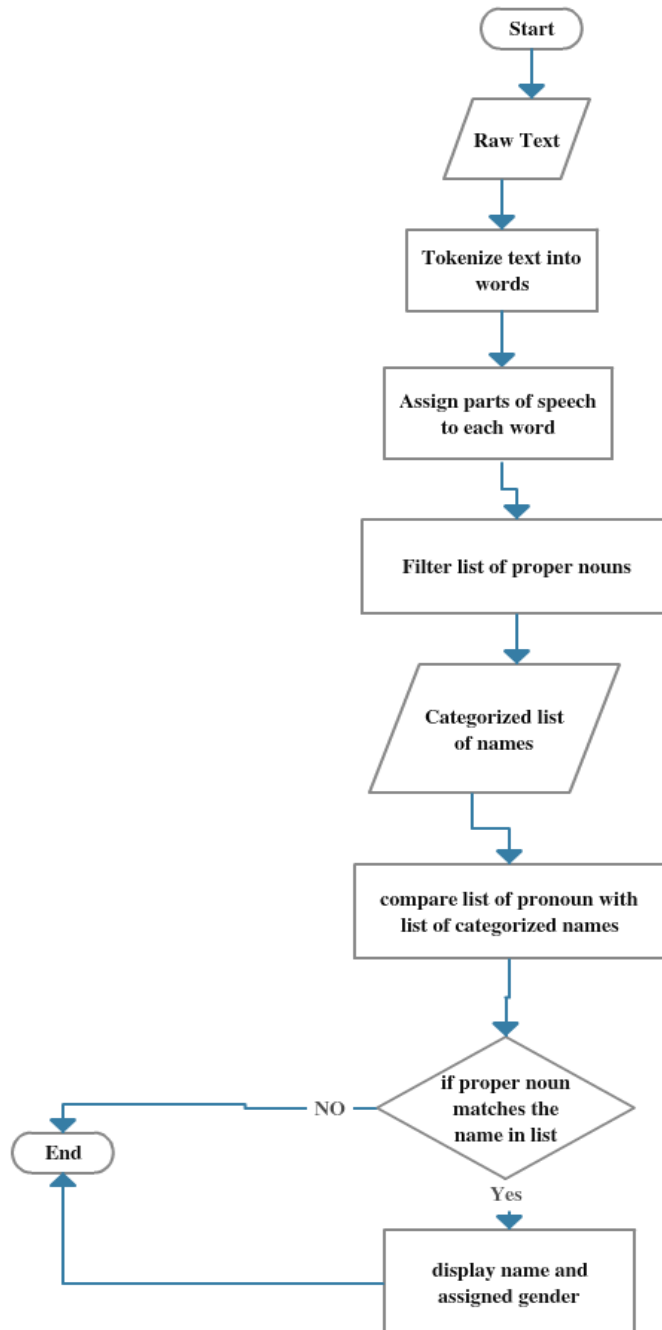 Start
Raw Text
Tokenize text into
words
Assign parts of speech
to each word
Filter list of proper nouns
Categorized list
of names
compare list of pronoun with
list of categorized names
if proper noun
matches the
name in list
NO
End
Yes
display name and
assigned gender